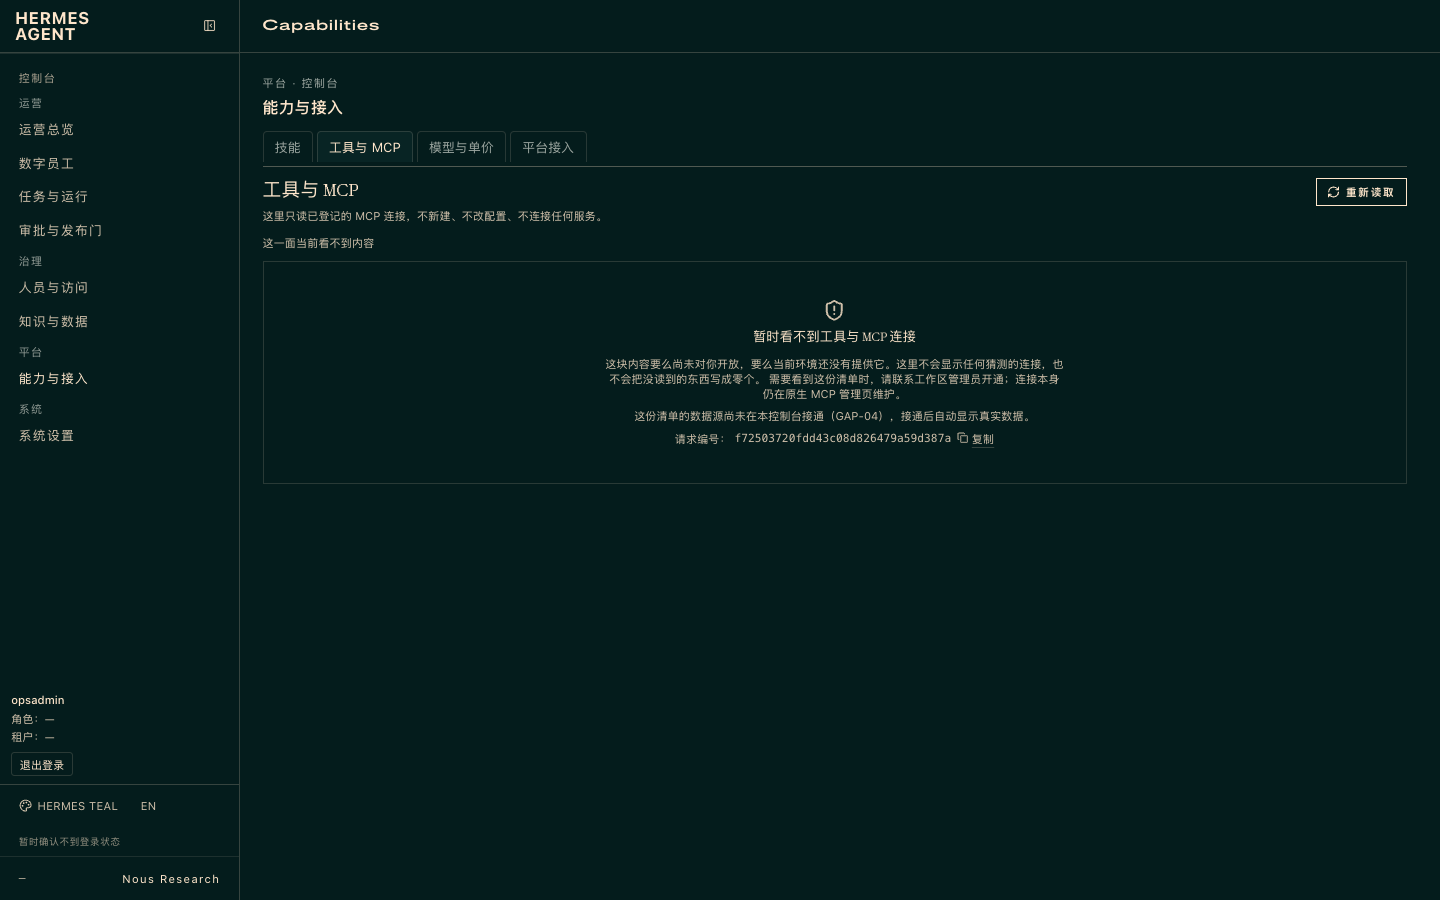 HERMES
AGENT
Capabilities
控制台
运营
运营总览
数字员工
任务与运行
审批与发布门
治理
人员与访问
知识与数据
平台
能力与接入
系统
系统设置
opsadmin
角色：—
租户：—
退出登录
HERMES TEAL EN
暂时确认不到登录状态
— Nous Research
平台 · 控制台
能力与接入
技能 工具与 MCP 模型与单价 平台接入
工具与 MCP
重新读取
这里只读已登记的 MCP 连接，不新建、不改配置、不连接任何服务。
这一面当前看不到内容
暂时看不到工具与 MCP 连接
这块内容要么尚未对你开放，要么当前环境还没有提供它。这里不会显示任何猜测的连接，也
不会把没读到的东西写成零个。 需要看到这份清单时，请联系工作区管理员开通；连接本身
仍在原生 MCP 管理页维护。
这份清单的数据源尚未在本控制台接通（GAP-04），接通后自动显示真实数据。
请求编号： f72503720fdd43c08d826479a59d387a 复制